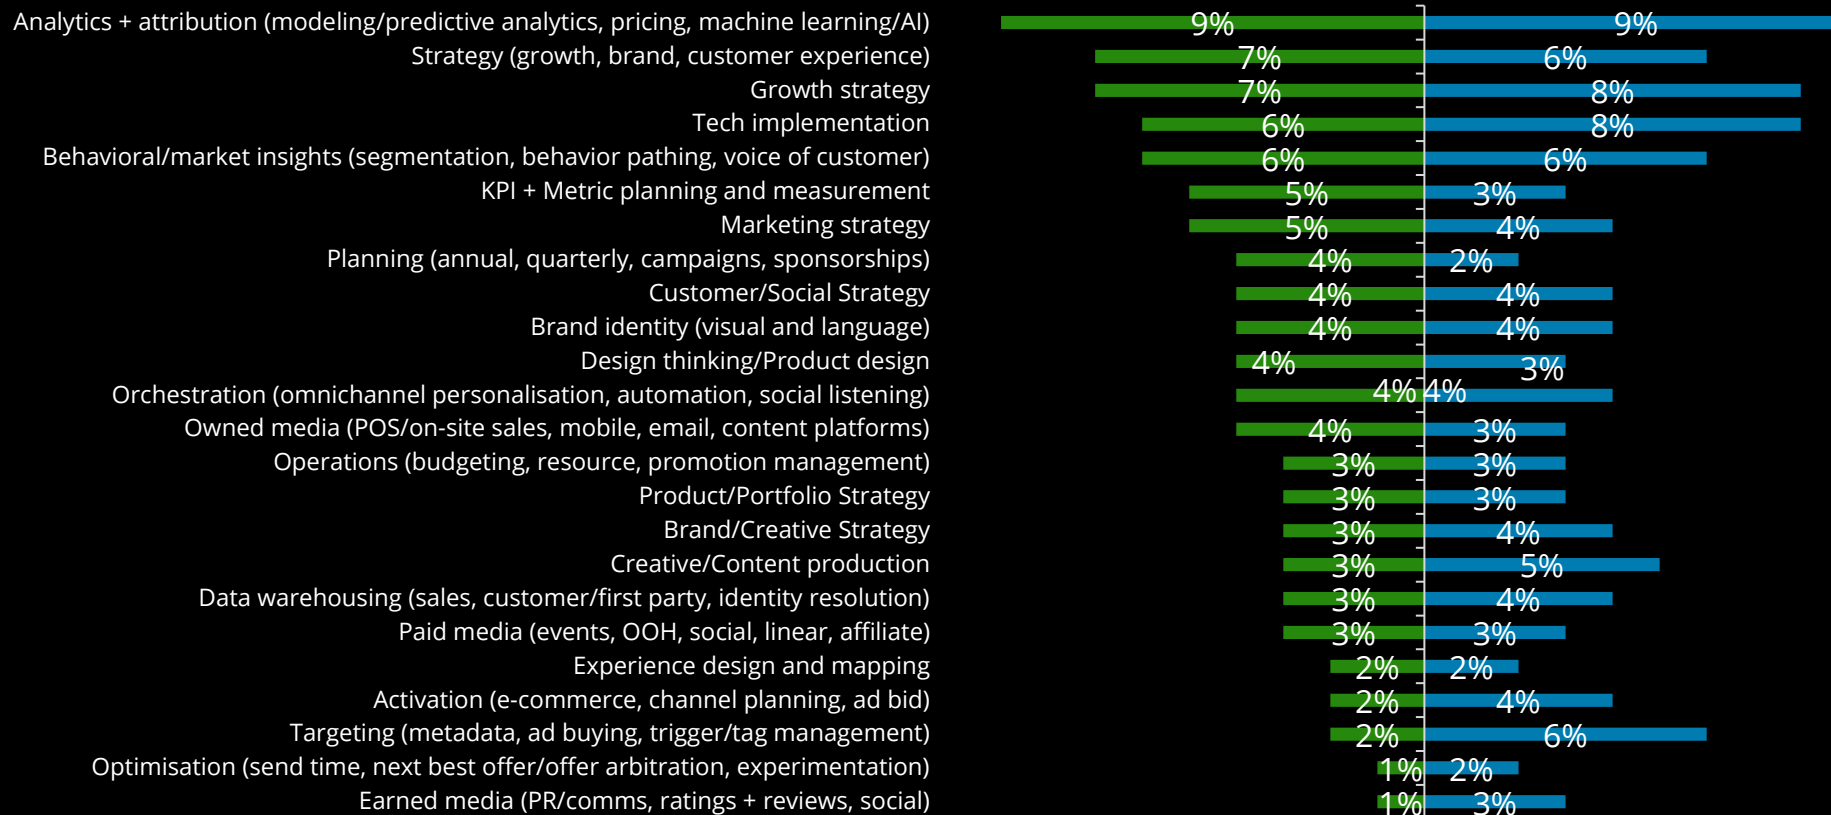 Analytics + attribution (modeling/predictive analytics, pricing, machine learning/AI) 9% 9%
Strategy (growth, brand, customer experience) 7% 6%
Growth strategy 7% 8%
Tech implementation 6% 8%
Behavioral/market insights (segmentation, behavior pathing, voice of customer) 6% 6%
KPI + Metric planning and measurement 5% 3%
Marketing strategy 5% 4%
Planning (annual, quarterly, campaigns, sponsorships) 4% 2%
Customer/Social Strategy 4% 4%
Brand identity (visual and language) 4% 4%
Design thinking/Product design 4% 3%
Orchestration (omnichannel personalisation, automation, social listening) 4% 4%
Owned media (POS/on-site sales, mobile, email, content platforms) 4% 3%
Operations (budgeting, resource, promotion management) 3% 3%
Product/Portfolio Strategy 3% 3%
Brand/Creative Strategy 3% 4%
Creative/Content production 3% 5%
Data warehousing (sales, customer/first party, identity resolution) 3% 4%
Paid media (events, OOH, social, linear, affiliate) 3% 3%
Experience design and mapping 2% 2%
Activation (e-commerce, channel planning, ad bid) 2% 4%
Targeting (metadata, ad buying, trigger/tag management) 2% 6%
Optimisation (send time, next best offer/offer arbitration, experimentation) 1% 2%
Earned media (PR/comms, ratings + reviews, social) 1% 3%